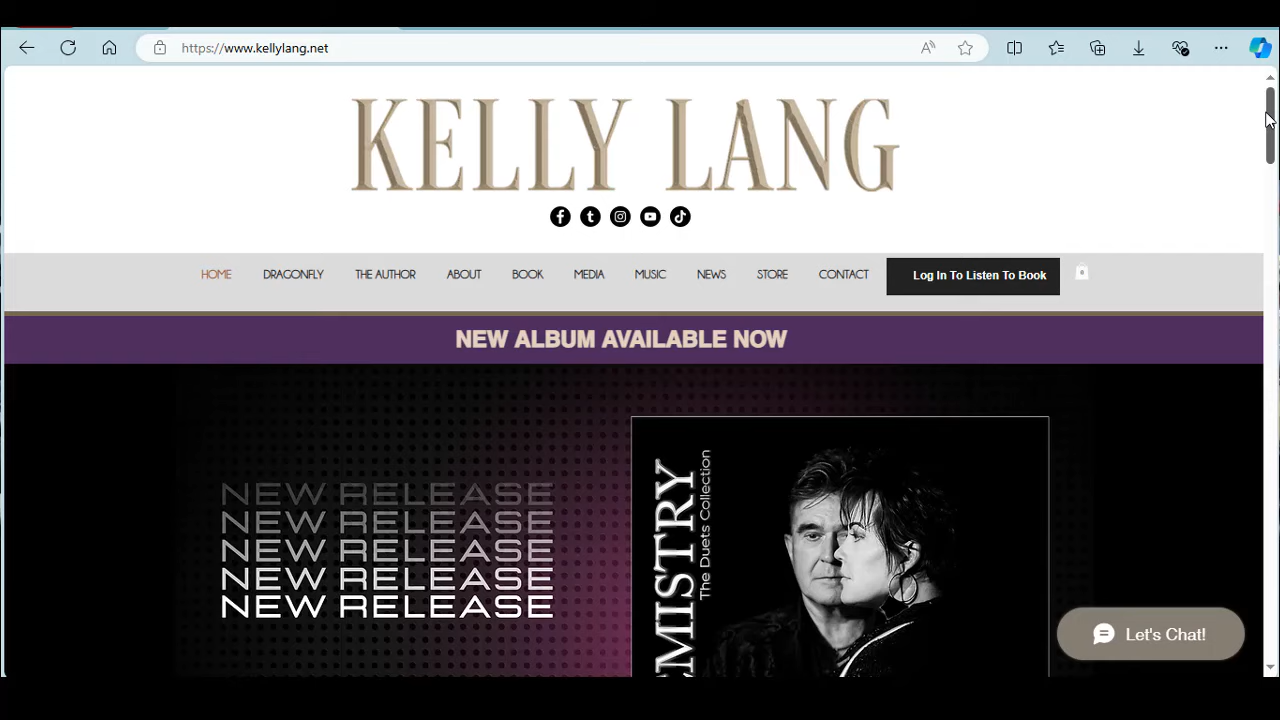 https://www.kellylang.net
KELLY LANG
HOME DRAGONFLY THE AUTHOR ABOUT BOOK MEDIA MUSIC NEWS STORE CONTACT Log In To Listen To Book 0
NEW ALBUM AVAILABLE NOW
NEW RELEASE
NEW RELEASE
NEW RELEASE
NEW RELEASE
NEW RELEASE
EMISTRY
The Duets Collection
Let's Chat!